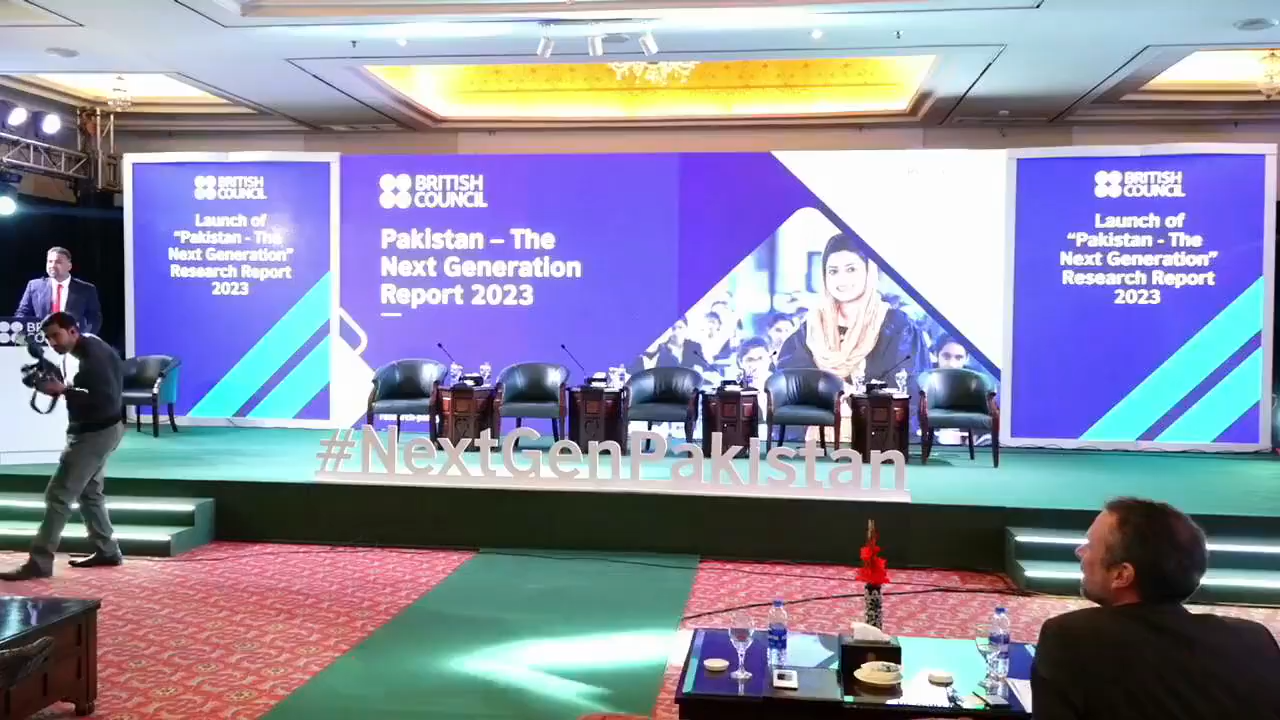 BRITISH
COUNCIL
Launch of
“Pakistan - The
Next Generation”
Research Report
2023
BRITISH
COUNCIL
Pakistan – The
Next Generation
Report 2023
BRITISH
COUNCIL
Launch of
“Pakistan - The
Next Generation”
Research Report
2023
#NextGenPakistan
COUNCIL